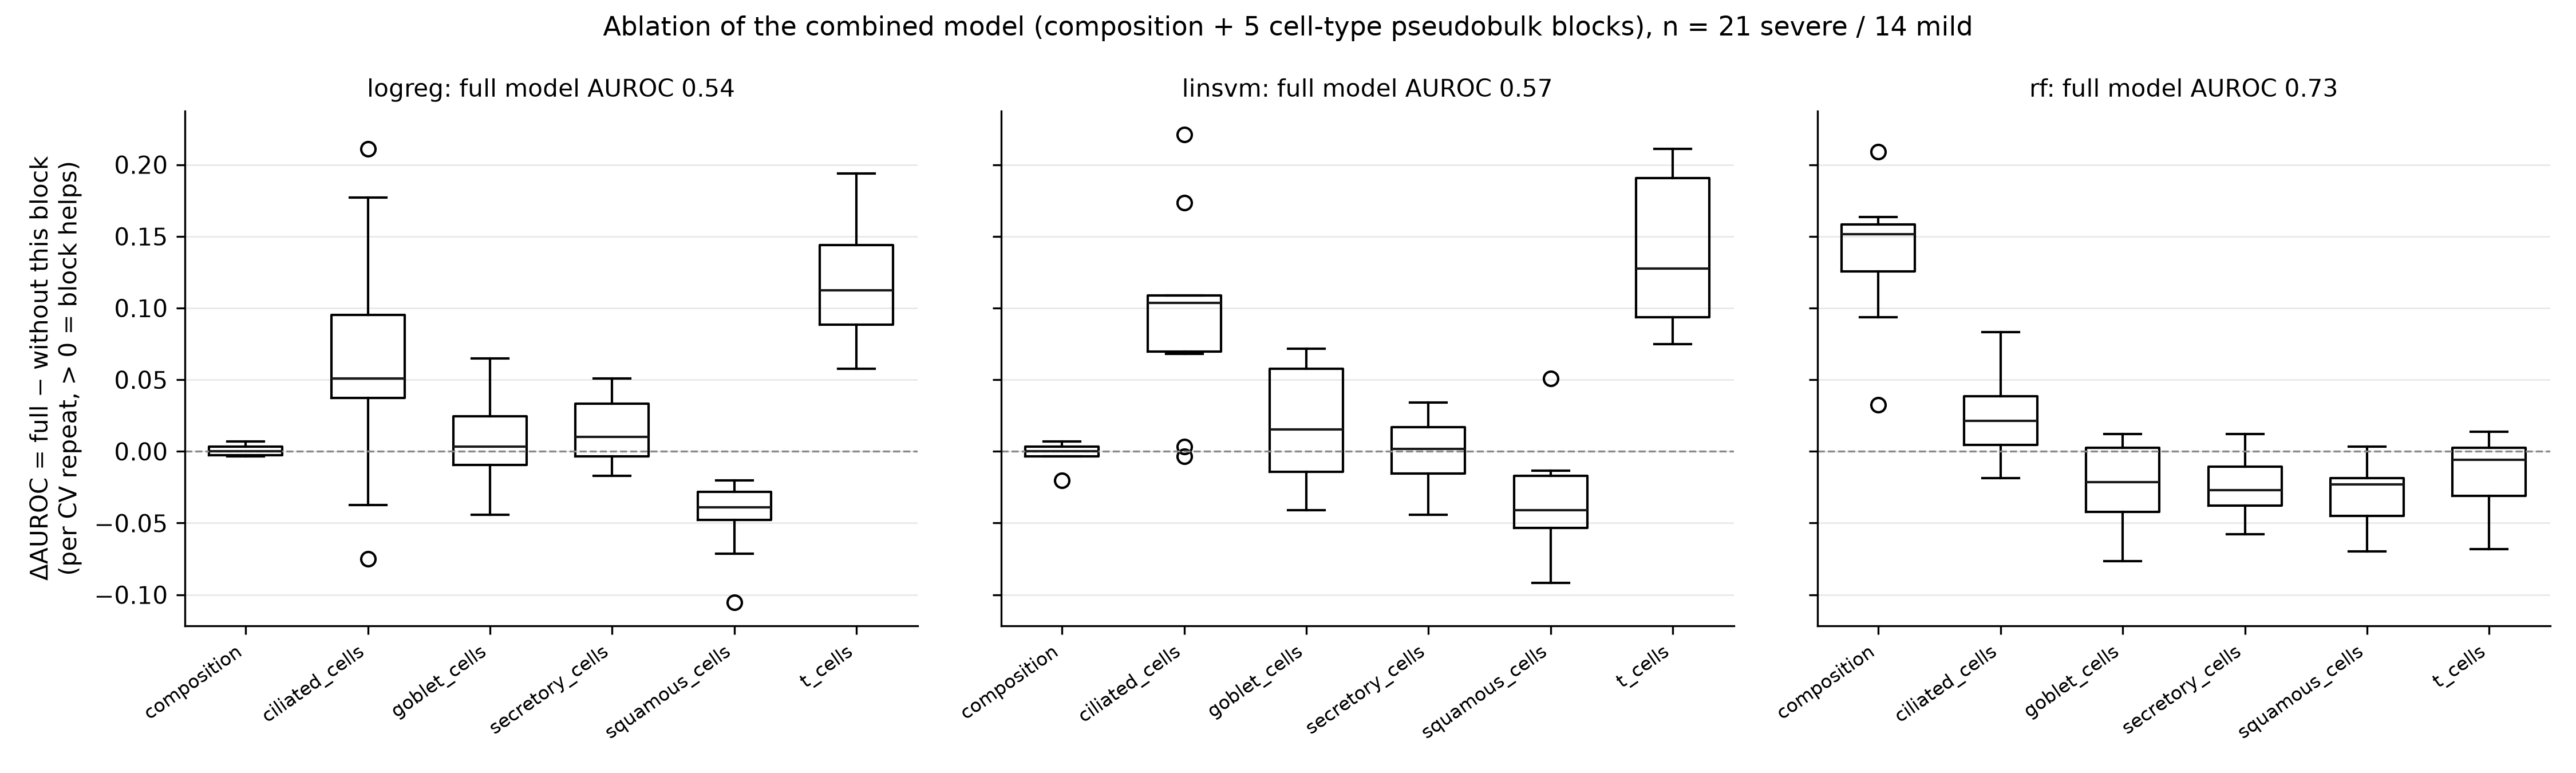 Ablation of the combined model (composition + 5 cell-type pseudobulk blocks), n = 21 severe / 14 mild
logreg: full model AUROC 0.54
linsvm: full model AUROC 0.57
rf: full model AUROC 0.73
ΔAUROC = full − without this block
(per CV repeat, > 0 = block helps)
0.20
0.15
0.10
0.05
0.00
−0.05
−0.10
composition
ciliated_cells
goblet_cells
secretory_cells
squamous_cells
t_cells
composition
ciliated_cells
goblet_cells
secretory_cells
squamous_cells
t_cells
composition
ciliated_cells
goblet_cells
secretory_cells
squamous_cells
t_cells